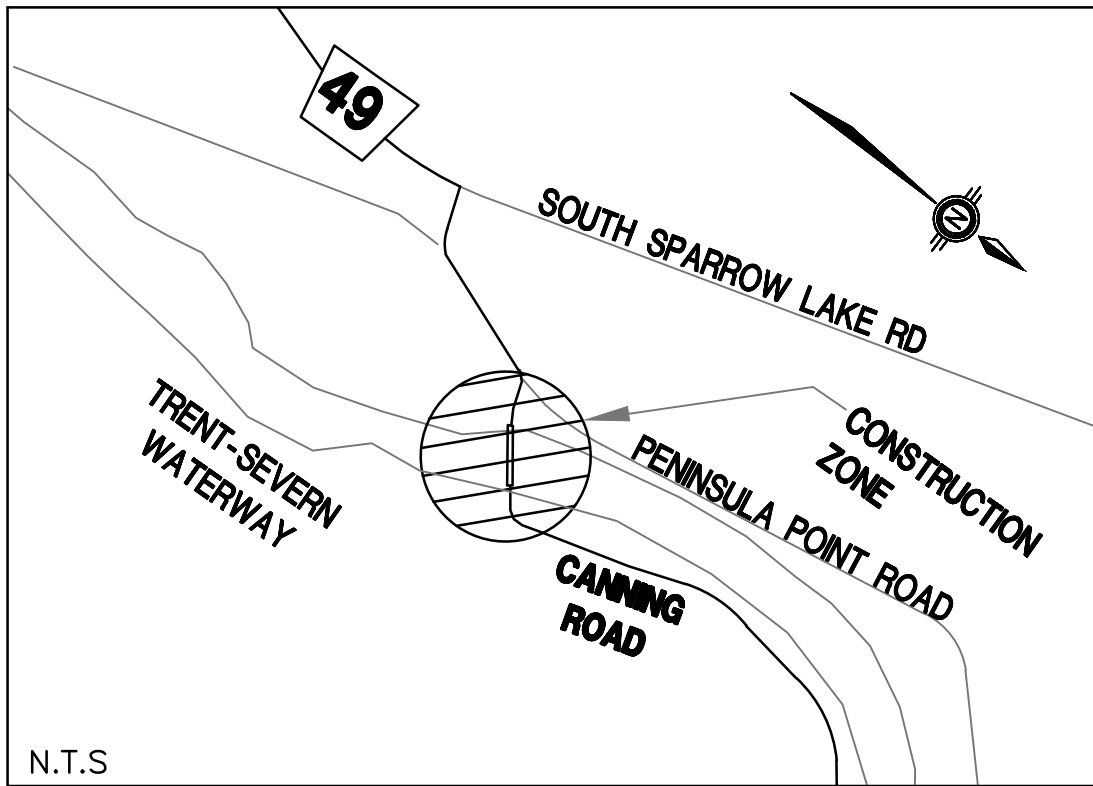 49
SOUTH SPARROW LAKE RD
N
TRENT-SEVERN
WATERWAY
CONSTRUCTION
ZONE
PENINSULA POINT ROAD
CANNING
ROAD
N.T.S